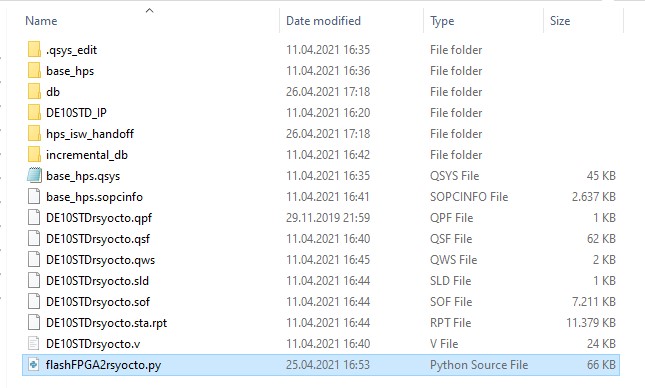 Name Date modified Type Size
.qsys_edit 11.04.2021 16:35 File folder
base_hps 11.04.2021 16:36 File folder
db 26.04.2021 17:18 File folder
DE10STD_IP 11.04.2021 16:20 File folder
hps_isw_handoff 26.04.2021 17:18 File folder
incremental_db 11.04.2021 16:42 File folder
base_hps.qsys 11.04.2021 16:35 QSYS File 45 KB
base_hps.sopcinfo 11.04.2021 16:41 SOPCINFO File 2.637 KB
DE10STDrsyocto.qpf 29.11.2019 21:59 QPF File 1 KB
DE10STDrsyocto.qsf 11.04.2021 16:40 QSF File 62 KB
DE10STDrsyocto.qws 11.04.2021 16:45 QWS File 2 KB
DE10STDrsyocto.sld 11.04.2021 16:44 SLD File 1 KB
DE10STDrsyocto.sof 11.04.2021 16:44 SOF File 7.211 KB
DE10STDrsyocto.sta.rpt 11.04.2021 16:44 RPT File 11.379 KB
DE10STDrsyocto.v 11.04.2021 16:40 V File 24 KB
flashFPGA2rsyocto.py 25.04.2021 16:53 Python Source File 66 KB